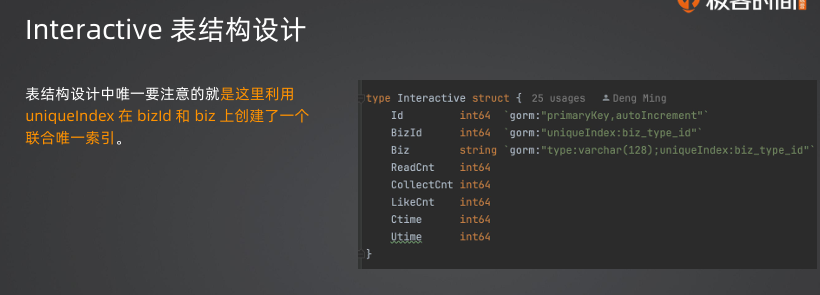 极客时间
Interactive 表结构设计
表结构设计中唯一要注意的就是这里利用
uniqueIndex 在 bizId 和 biz 上创建了一个
联合唯一索引。
type Interactive struct { 25 usages Deng Ming
Id int64 `gorm:"primaryKey,autoIncrement"`
BizId int64 `gorm:"uniqueIndex:biz_type_id"`
Biz string `gorm:"type:varchar(128);uniqueIndex:biz_type_id"`
ReadCnt int64
CollectCnt int64
LikeCnt int64
Ctime int64
Utime int64
}